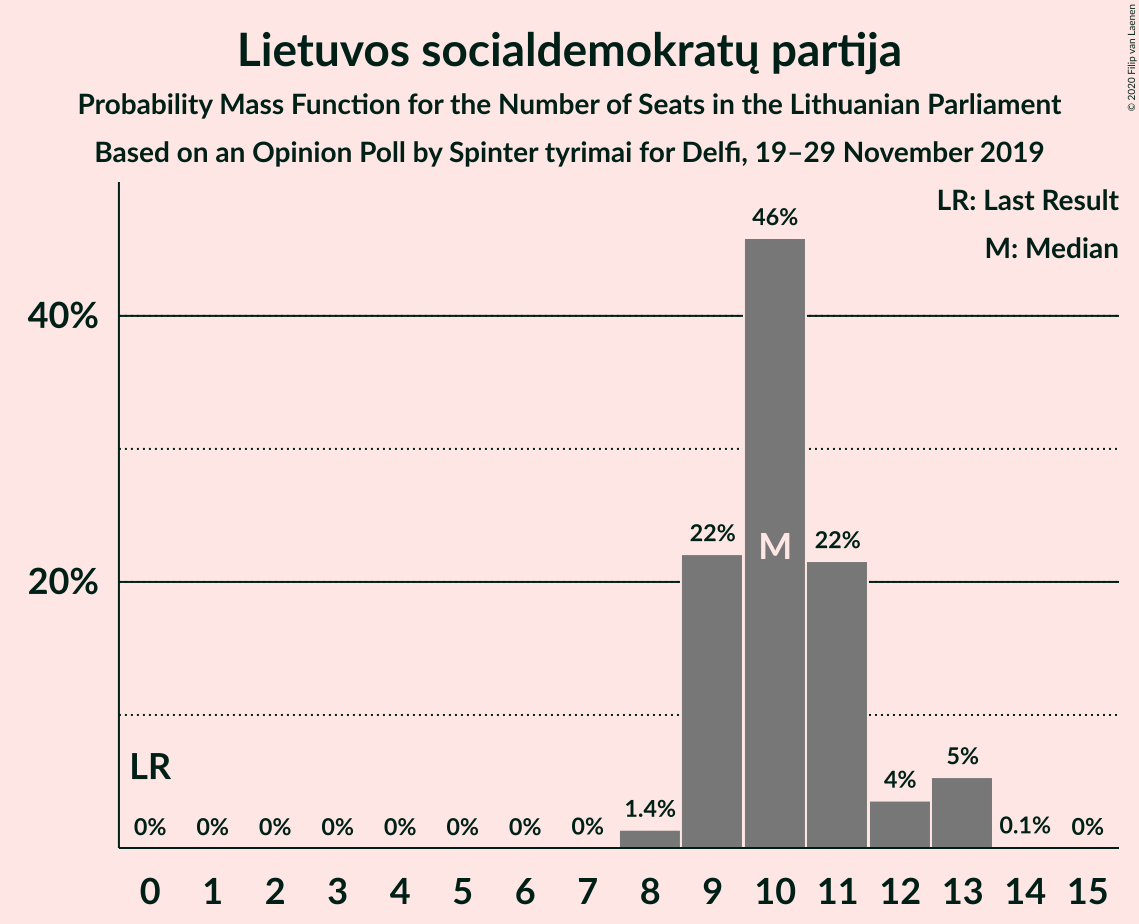 Lietuvos socialdemokratų partija
Probability Mass Function for the Number of Seats in the Lithuanian Parliament
Based on an Opinion Poll by Spinter tyrimai for Delfi, 19–29 November 2019
© 2020 Filip van Laenen
LR: Last Result
M: Median
46%
40%
22%
M
22%
20%
LR
5%
4%
1.4%
0% 0% 0% 0% 0% 0% 0% 0% 0.1% 0%
0 1 2 3 4 5 6 7 8 9 10 11 12 13 14 15